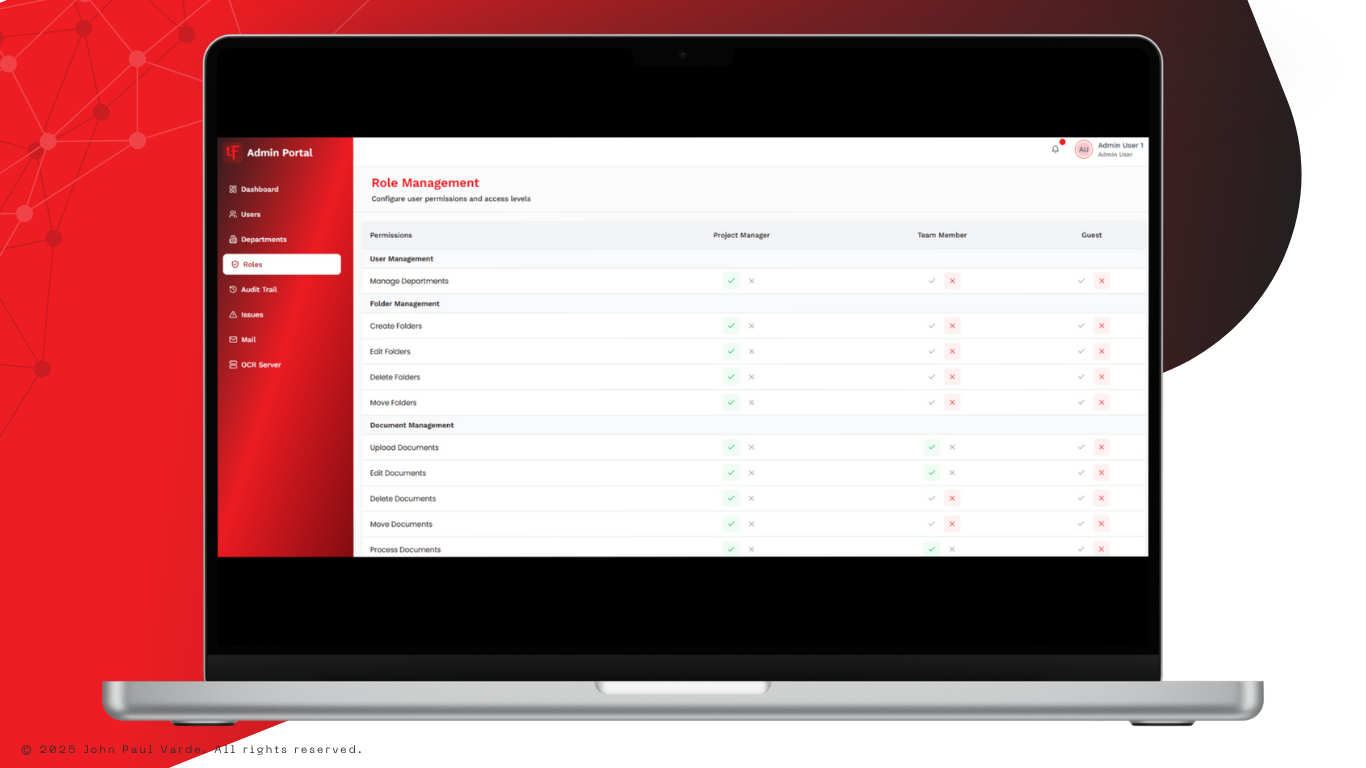 tF Admin Portal
Admin User 1
AU
Admin User
Dashboard
Users
Departments
Roles
Audit Trail
Issues
Mail
OCR Server
Role Management
Configure user permissions and access levels
Permissions Project Manager Team Member Guest
User Management
Manage Departments
Folder Management
Create Folders
Edit Folders
Delete Folders
Move Folders
Document Management
Upload Documents
Edit Documents
Delete Documents
Move Documents
Process Documents
© 2025 John Paul Varde. All rights reserved.